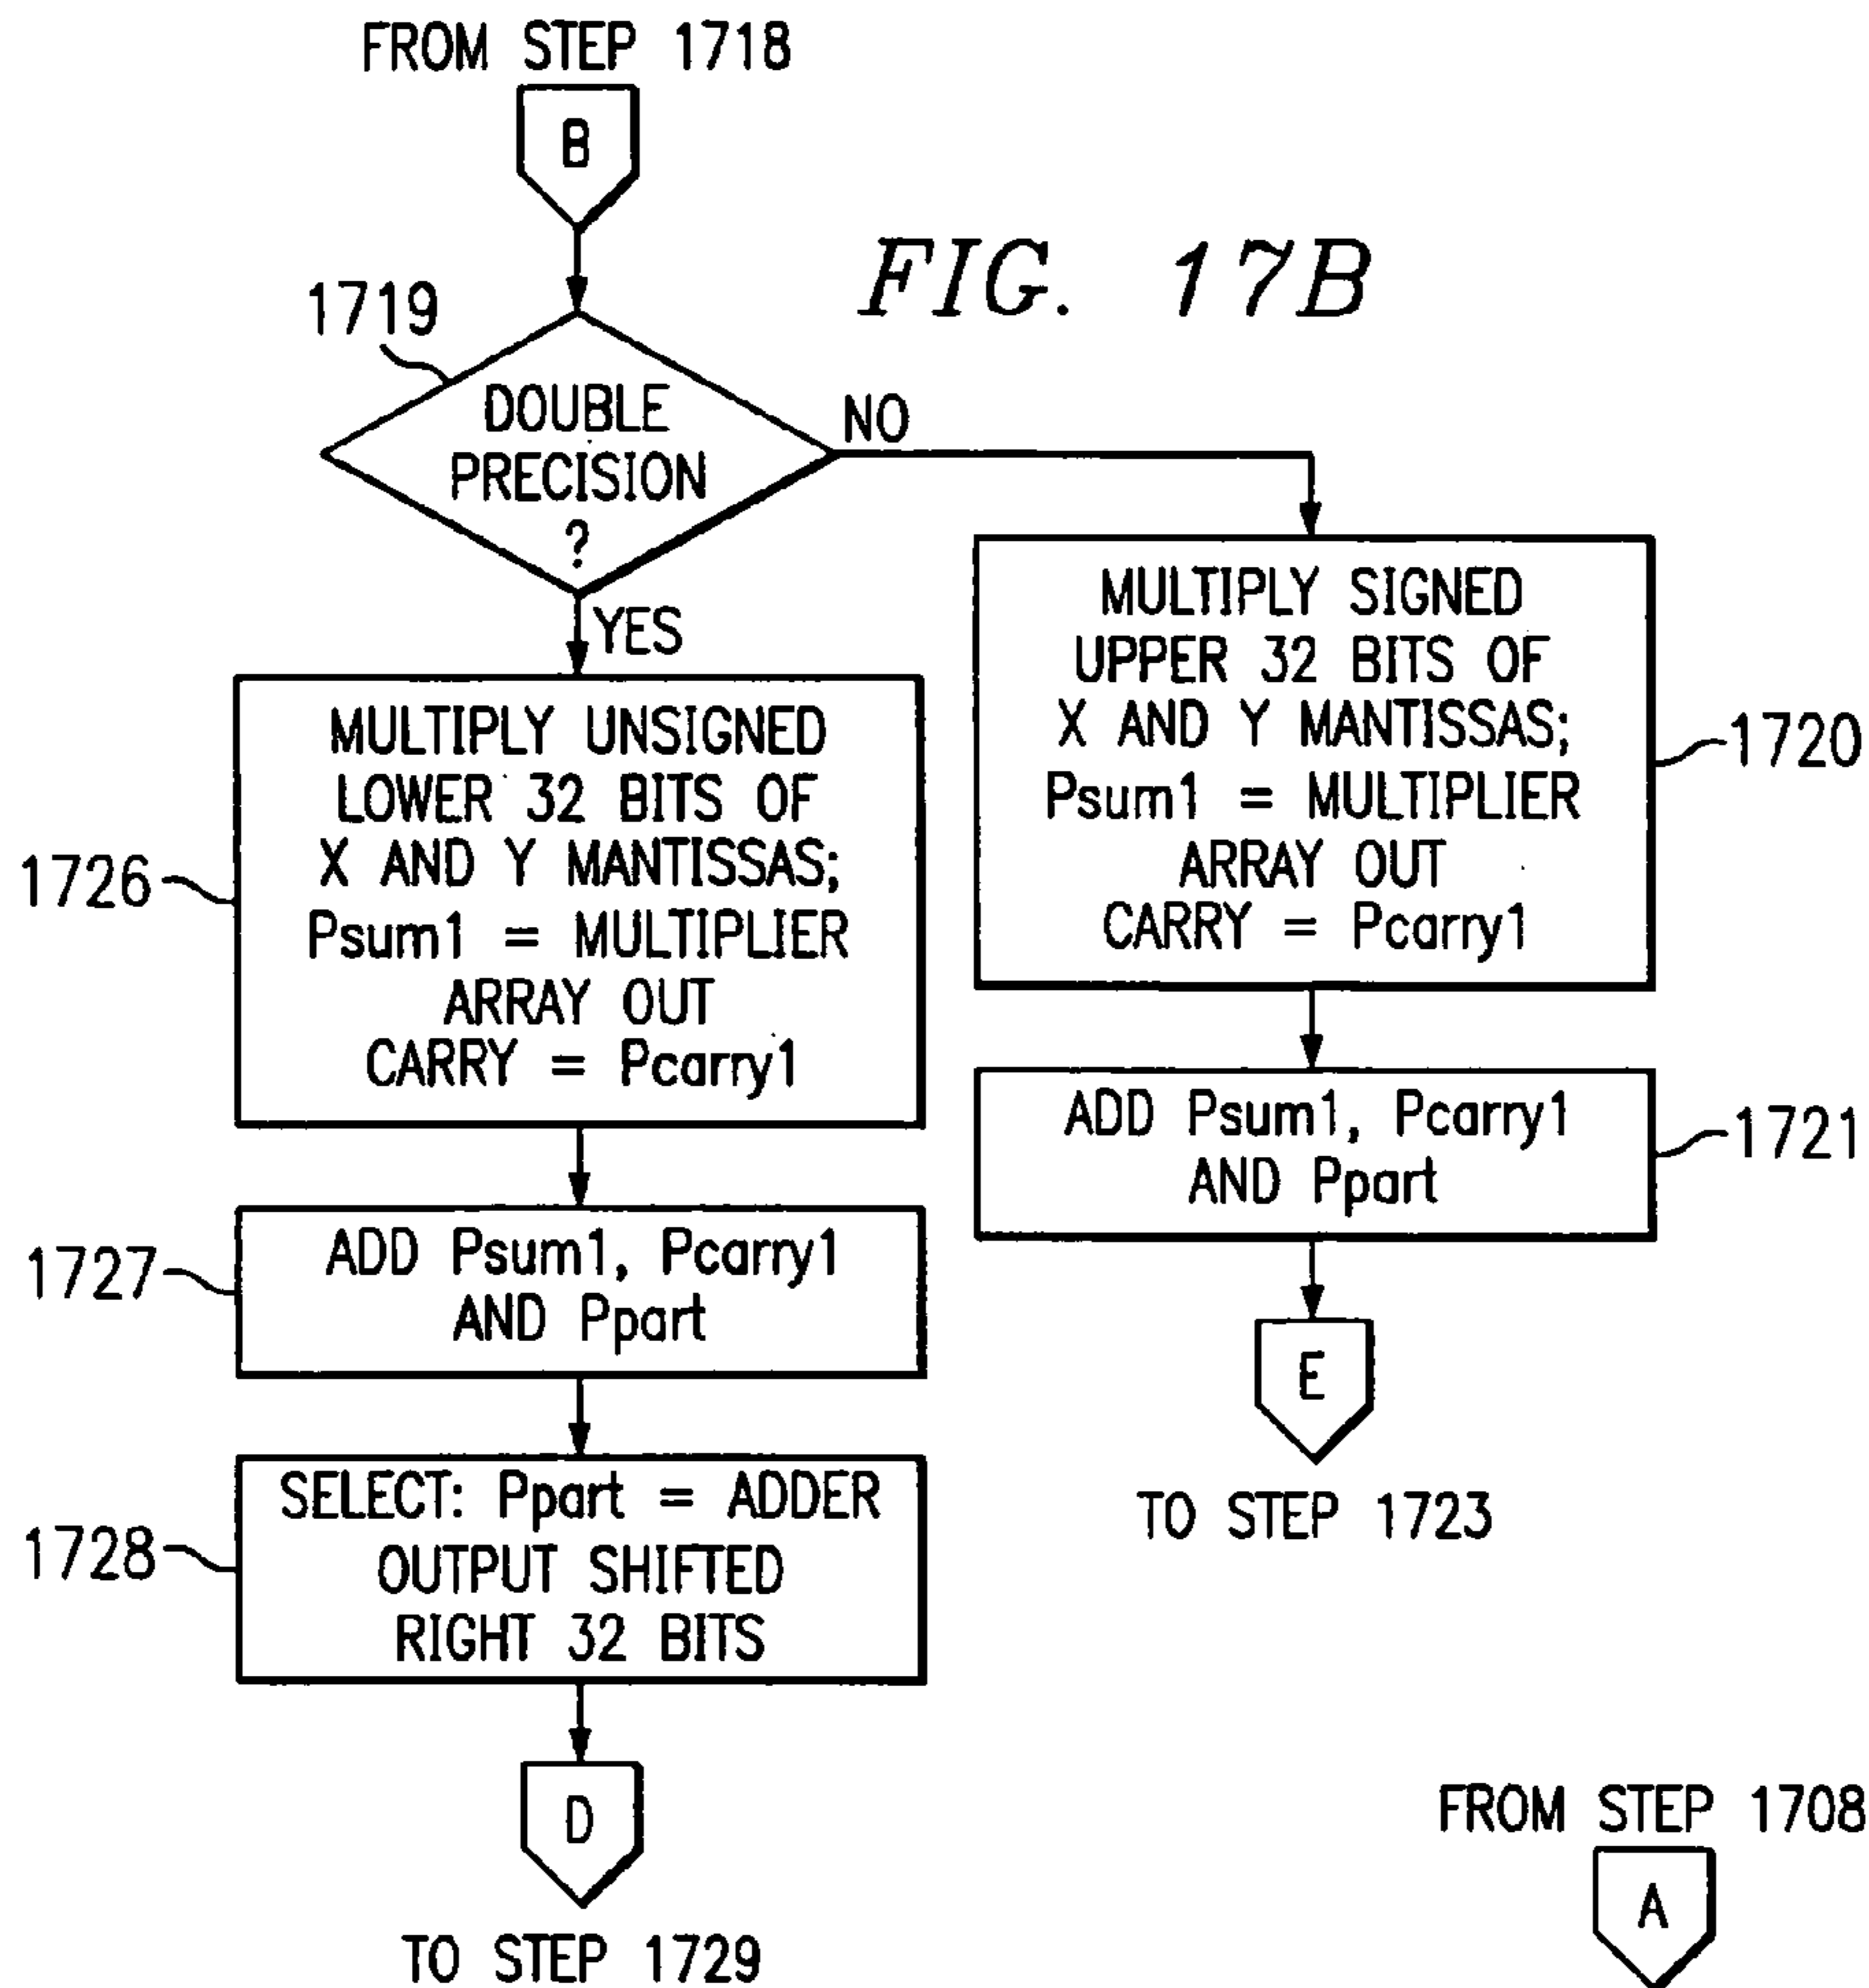 FROM STEP 1718
B
FIG. 17B
1719
DOUBLE
PRECISION
?
NO
YES
MULTIPLY UNSIGNED
LOWER 32 BITS OF
X AND Y MANTISSAS;
Psum1 = MULTIPLIER
ARRAY OUT
CARRY = Pcarry1
1726
ADD Psum1, Pcarry1
AND Ppart
1727
SELECT: Ppart = ADDER
OUTPUT SHIFTED
RIGHT 32 BITS
1728
D
TO STEP 1729
MULTIPLY SIGNED
UPPER 32 BITS OF
X AND Y MANTISSAS;
Psum1 = MULTIPLIER
ARRAY OUT
CARRY = Pcarry1
1720
ADD Psum1, Pcarry1
AND Ppart
1721
E
TO STEP 1723
FROM STEP 1708
A